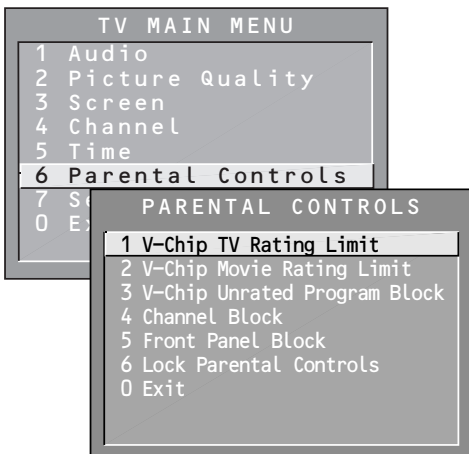 TV MAIN MENU
1 Audio
2 Picture Quality
3 Screen
4 Channel
5 Time
6 Parental Controls
7
0
PARENTAL CONTROLS
1 V-Chip TV Rating Limit
2 V-Chip Movie Rating Limit
3 V-Chip Unrated Program Block
4 Channel Block
5 Front Panel Block
6 Lock Parental Controls
0 Exit